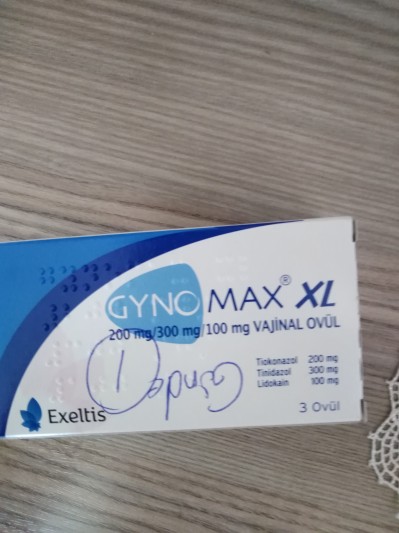 GYNOMAX® XL
200 mg/300 mg/100 mg VAJİNAL OVÜL
Tiokonazol 200 mg
Tinidazol 300 mg
Lidokain 100 mg
1
Exeltis
3 Ovül